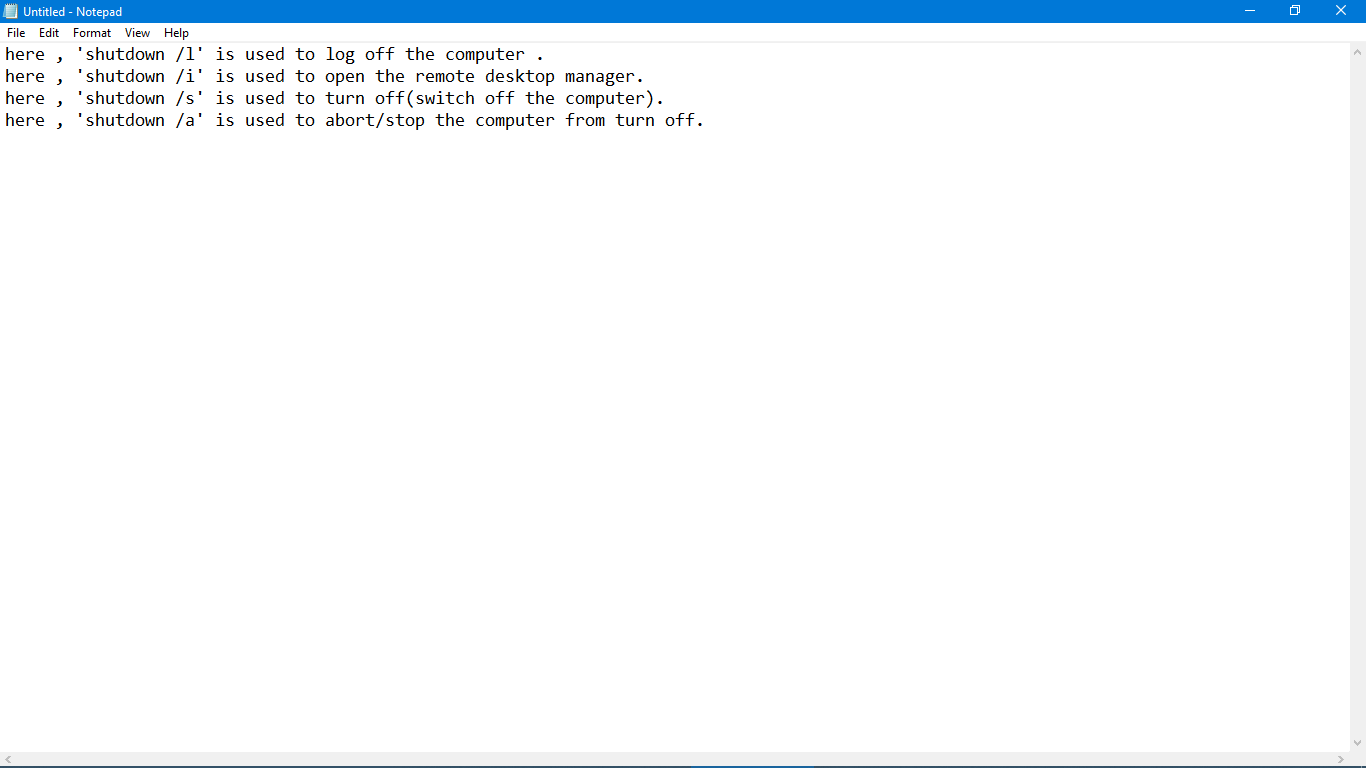 Untitled - Notepad
File Edit Format View Help
here , 'shutdown /l' is used to log off the computer .
here , 'shutdown /i' is used to open the remote desktop manager.
here , 'shutdown /s' is used to turn off(switch off the computer).
here , 'shutdown /a' is used to abort/stop the computer from turn off.